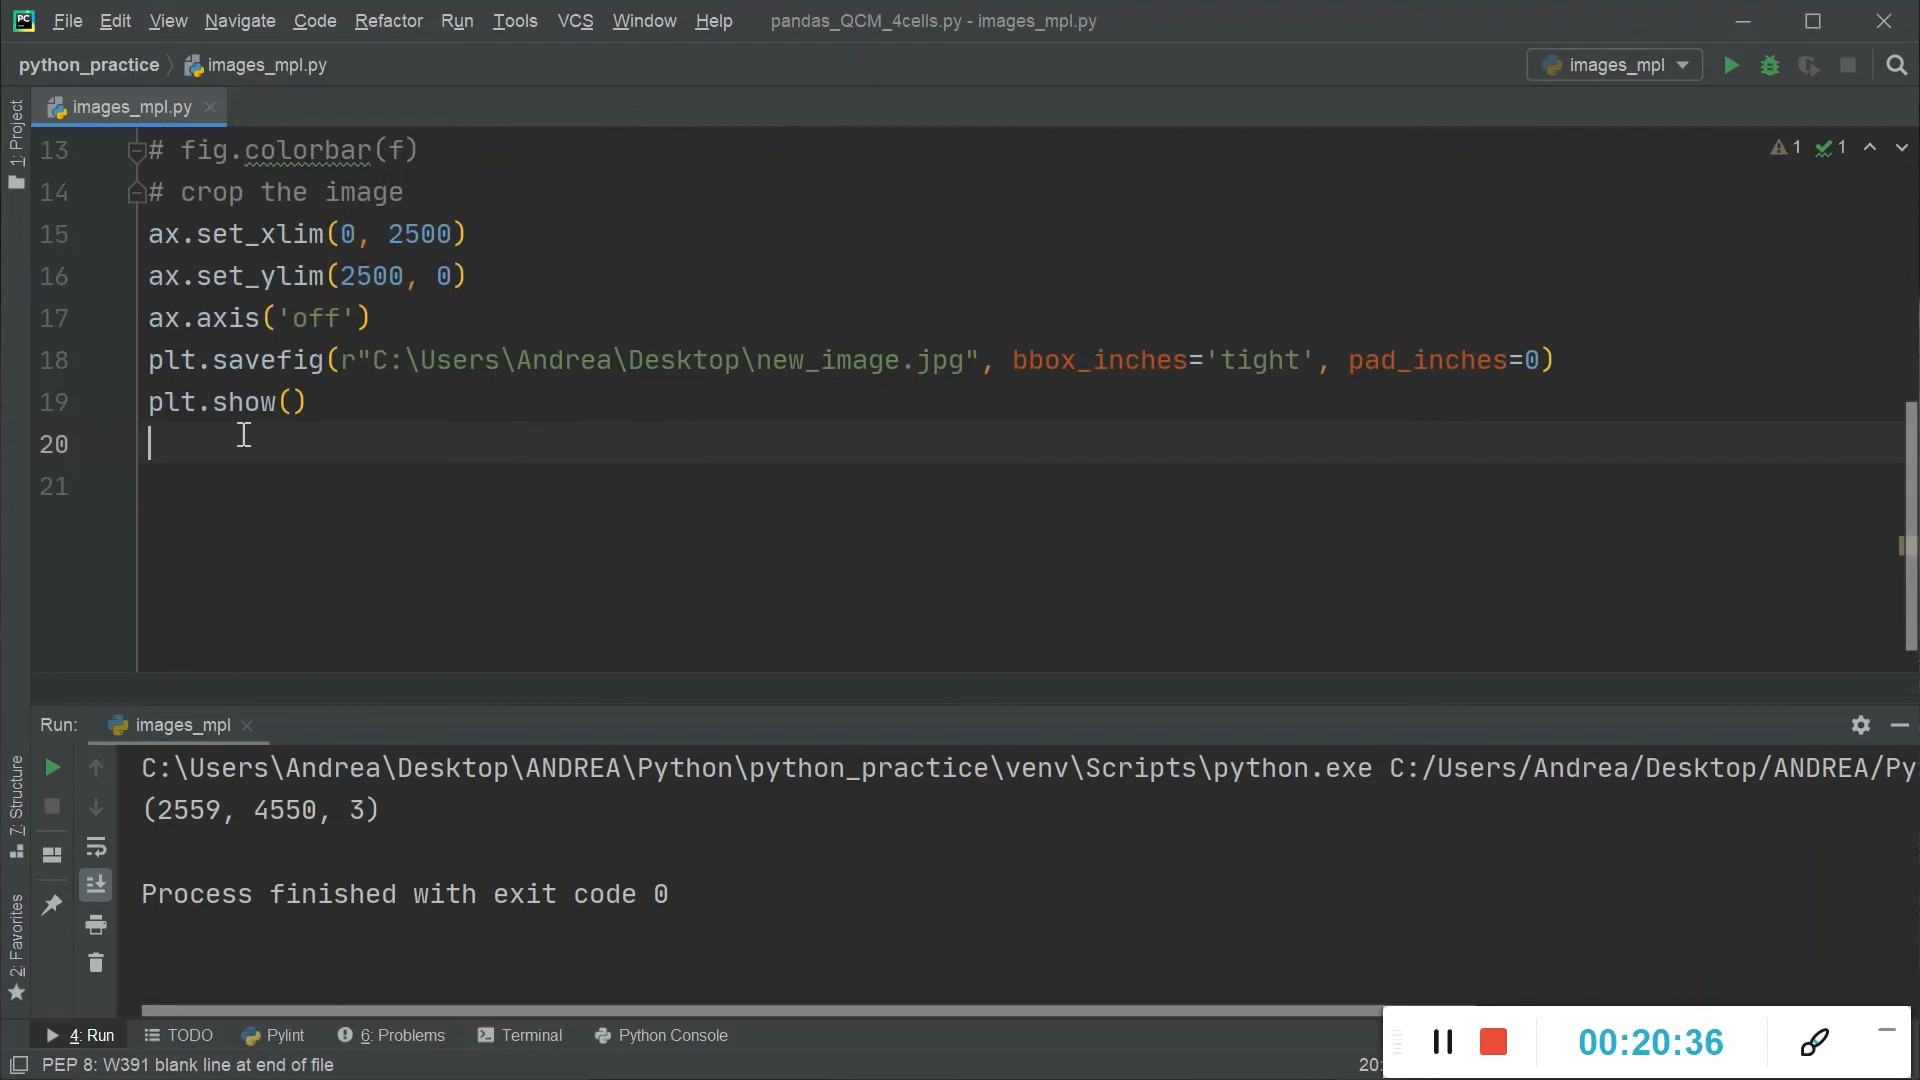 File Edit View Navigate Code Refactor Run Tools VCS Window Help pandas_QCM_4cells.py - images_mpl.py
python_practice images_mpl.py images_mpl
images_mpl.py
1: Project
13 # fig.colorbar(f)
1 1
14 # crop the image
15 ax.set_xlim(0, 2500)
16 ax.set_ylim(2500, 0)
17 ax.axis('off')
18 plt.savefig(r"C:\Users\Andrea\Desktop\new_image.jpg", bbox_inches='tight', pad_inches=0)
19 plt.show()
20
21
Run: images_mpl
7: Structure
2: Favorites
C:\Users\Andrea\Desktop\ANDREA\Python\python_practice\venv\Scripts\python.exe C:/Users/Andrea/Desktop/ANDREA/Py
(2559, 4550, 3)
Process finished with exit code 0
4: Run TODO Pylint 6: Problems Terminal Python Console
00:20:36
PEP 8: W391 blank line at end of file 20: